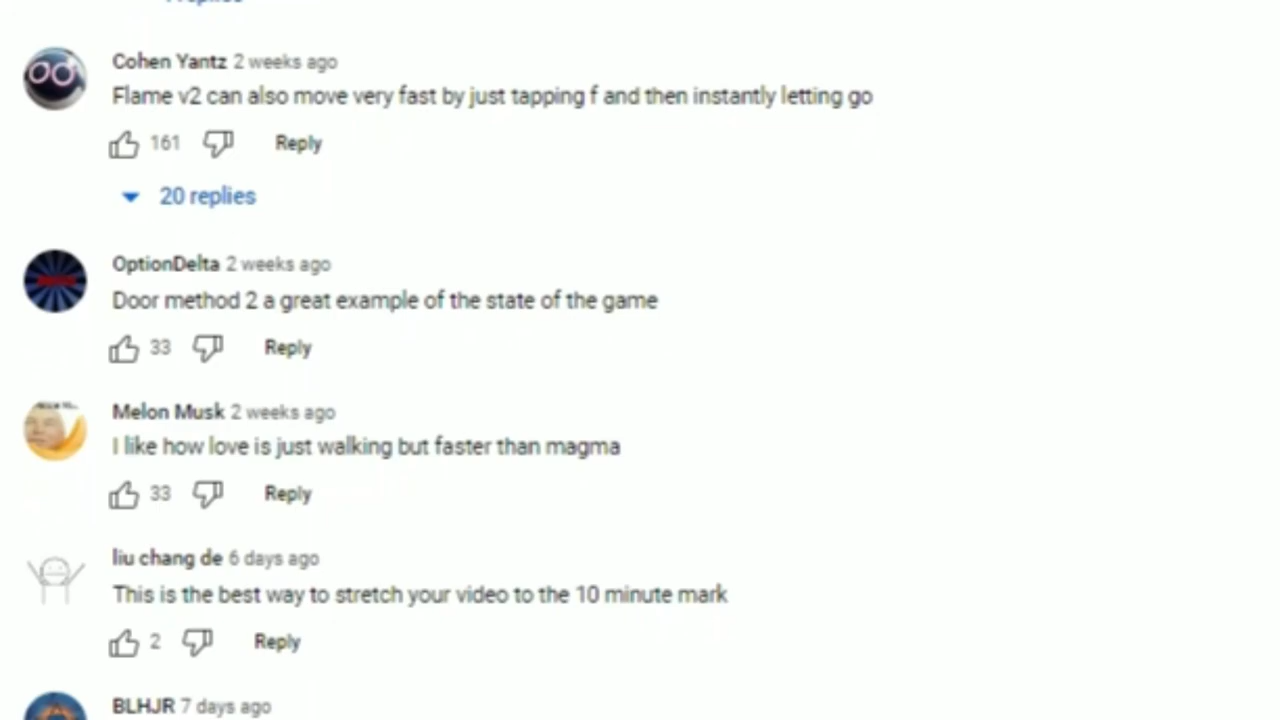 replies
Cohen Yantz 2 weeks ago
Flame v2 can also move very fast by just tapping f and then instantly letting go
161 Reply
20 replies
OptionDelta 2 weeks ago
Door method 2 a great example of the state of the game
33 Reply
Melon Musk 2 weeks ago
I like how love is just walking but faster than magma
33 Reply
liu chang de 6 days ago
This is the best way to stretch your video to the 10 minute mark
2 Reply
BLHJR 7 days ago